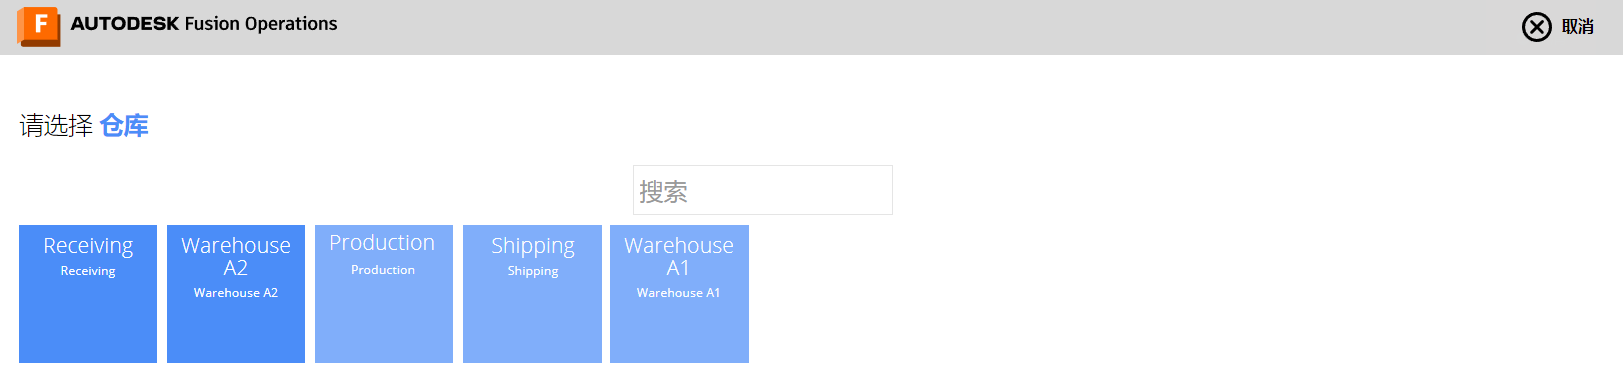 F AUTODESK Fusion Operations
取消
请选择 仓库
搜索
Receiving
Receiving
Warehouse
A2
Warehouse A2
Production
Production
Shipping
Shipping
Warehouse
A1
Warehouse A1